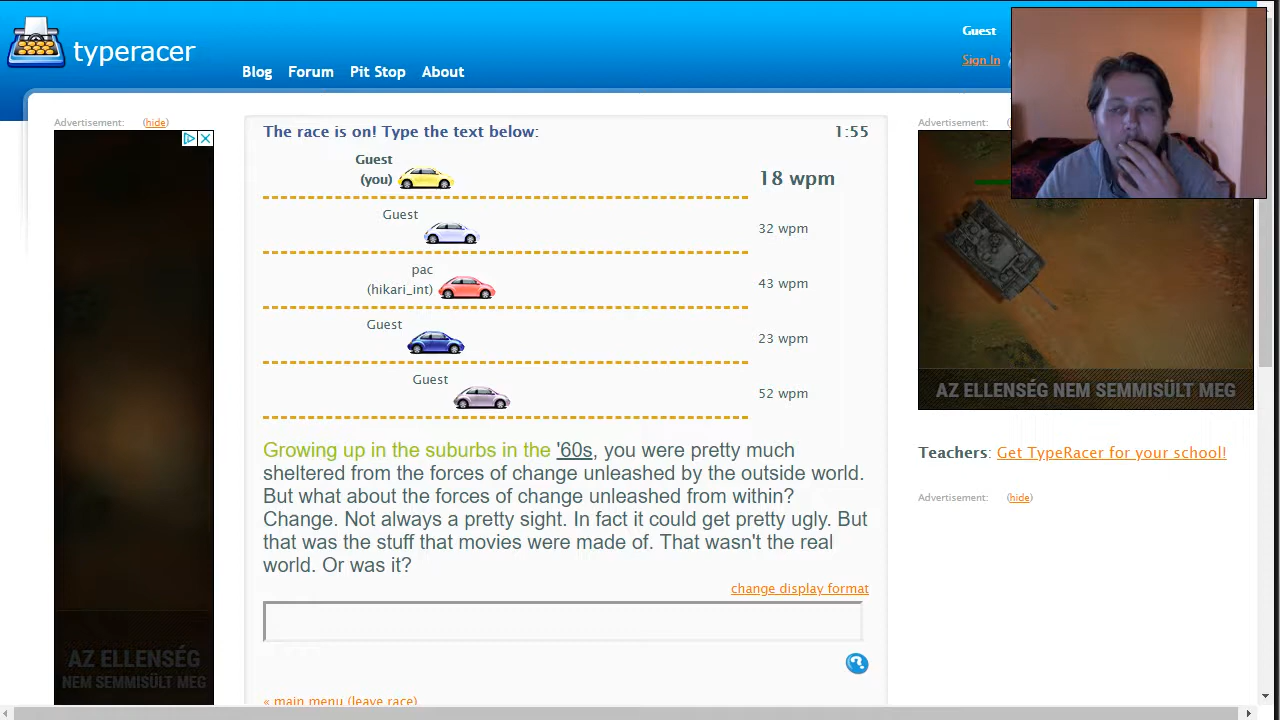 typeracer
Blog Forum Pit Stop About
Guest
Sign In
Advertisement: (hide)
The race is on! Type the text below: 1:55
Guest
(you)
18 wpm
Guest
32 wpm
pac
(hikari_int)
43 wpm
Guest
23 wpm
Guest
52 wpm
Growing up in the suburbs in the '60s, you were pretty much
sheltered from the forces of change unleashed by the outside world.
But what about the forces of change unleashed from within?
Change. Not always a pretty sight. In fact it could get pretty ugly. But
that was the stuff that movies were made of. That wasn't the real
world. Or was it?
change display format
« main menu (leave race)
AZ ELLENSÉG
NEM SEMMISÜLT MEG
Advertisement:
AZ ELLENSÉG NEM SEMMISÜLT MEG
Teachers: Get TypeRacer for your school!
Advertisement: (hide)